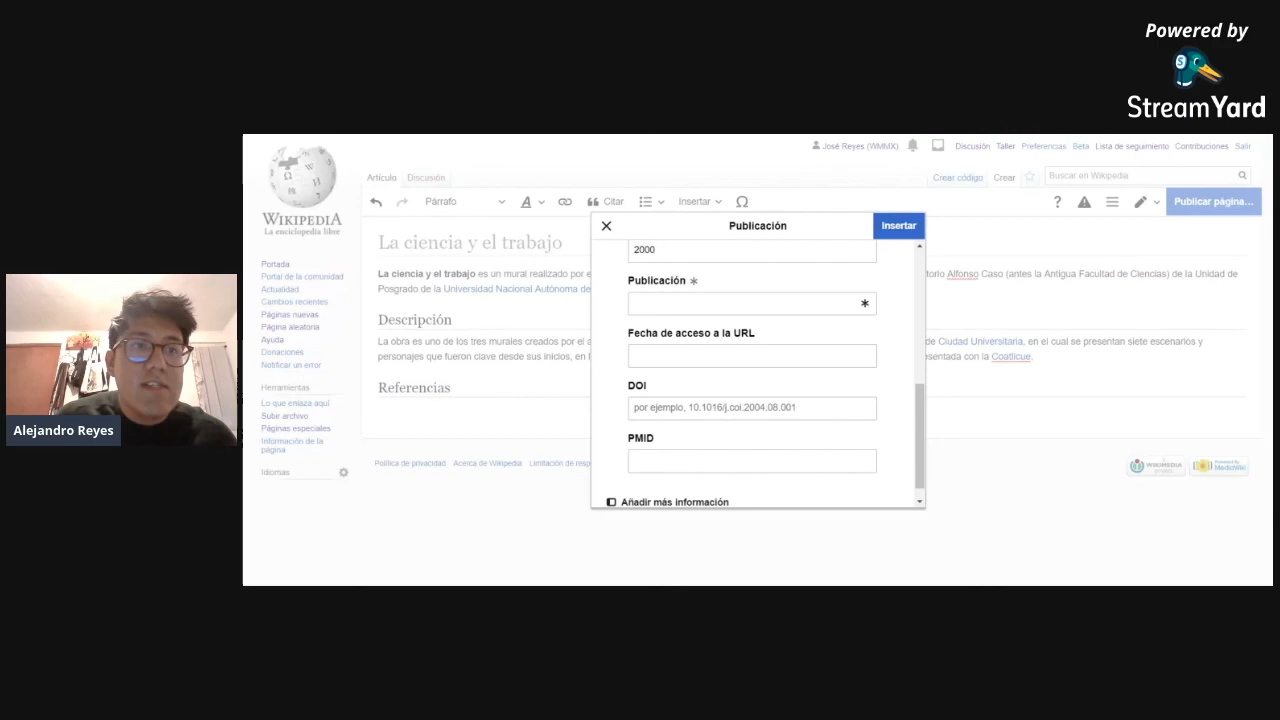 Powered by
StreamYard
Alejandro Reyes
WIKIPEDIA
La enciclopedia libre
José Reyes (WMMX)
Discusión
Taller
Preferencias
Beta
Lista de seguimiento
Contribuciones
Salir
Artículo
Discusión
Crear código
Crear
Buscar en Wikipedia
Párrafo
A
Citar
Insertar
Ω
?
Publicar página...
Portada
Portal de la comunidad
Actualidad
Cambios recientes
Páginas nuevas
Página aleatoria
Ayuda
Donaciones
Notificar un error
Herramientas
Lo que enlaza aquí
Subir archivo
Páginas especiales
Información de la
página
Idiomas
La ciencia y el trabajo
La ciencia y el trabajo es un mural realizado por e
torio Alfonso Caso (antes la Antigua Facultad de Ciencias) de la Unidad de
Posgrado de la Universidad Nacional Autónoma de
Descripción
La obra es uno de los tres murales creados por el a
de Ciudad Universitaria, en el cual se presentan siete escenarios y
personajes que fueron clave desde sus inicios, en l
sentada con la Coatlicue.
Referencias
Política de privacidad
Acerca de Wikipedia
Limitación de resp
WIKIMEDIA
project
Powered By
MediaWiki
Publicación
Insertar
2000
Publicación *
*
Fecha de acceso a la URL
DOI
por ejemplo, 10.1016/j.coi.2004.08.001
PMID
Añadir más información